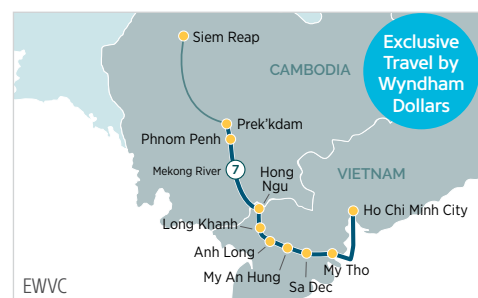 Siem Reap
Exclusive
Travel by
Wyndham
Dollars
CAMBODIA
Prek'kdam
Phnom Penh
Mekong River
7
Hong
Ngu
VIETNAM
Ho Chi Minh City
Long Khanh
Anh Long
My An Hung
Sa Dec
My Tho
EWVC